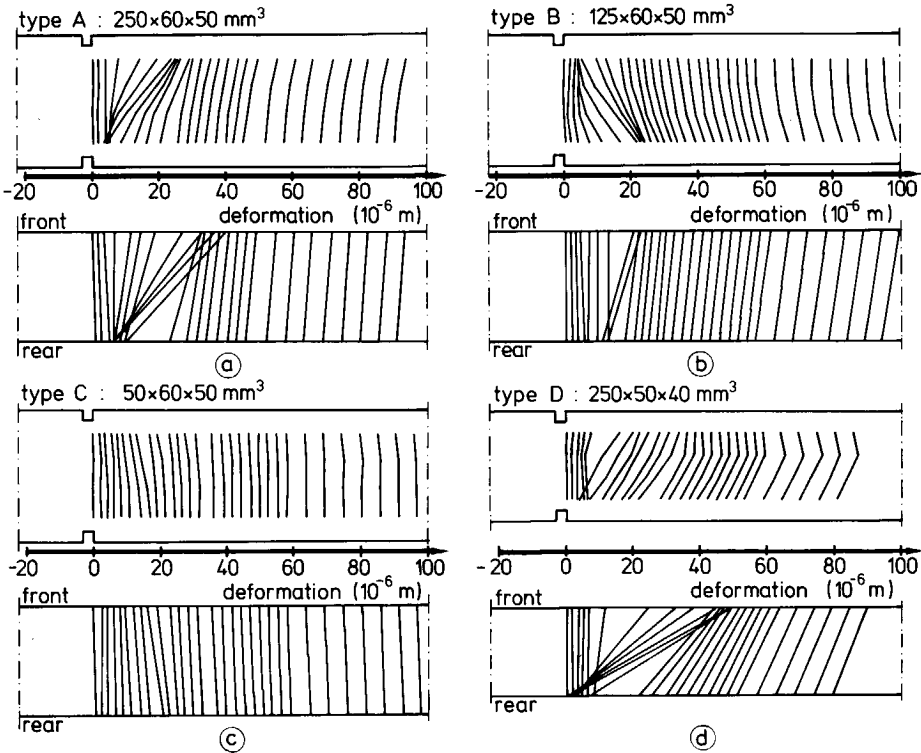 type A : 250×60×50 mm³
-20 0 20 40 60 80 100
front deformation (10⁻⁶ m)
rear
a
type B : 125×60×50 mm³
-20 0 20 40 60 80 100
front deformation (10⁻⁶ m)
rear
b
type C : 50×60×50 mm³
-20 0 20 40 60 80 100
front deformation (10⁻⁶ m)
rear
c
type D : 250×50×40 mm³
-20 0 20 40 60 80 100
front deformation (10⁻⁶ m)
rear
d